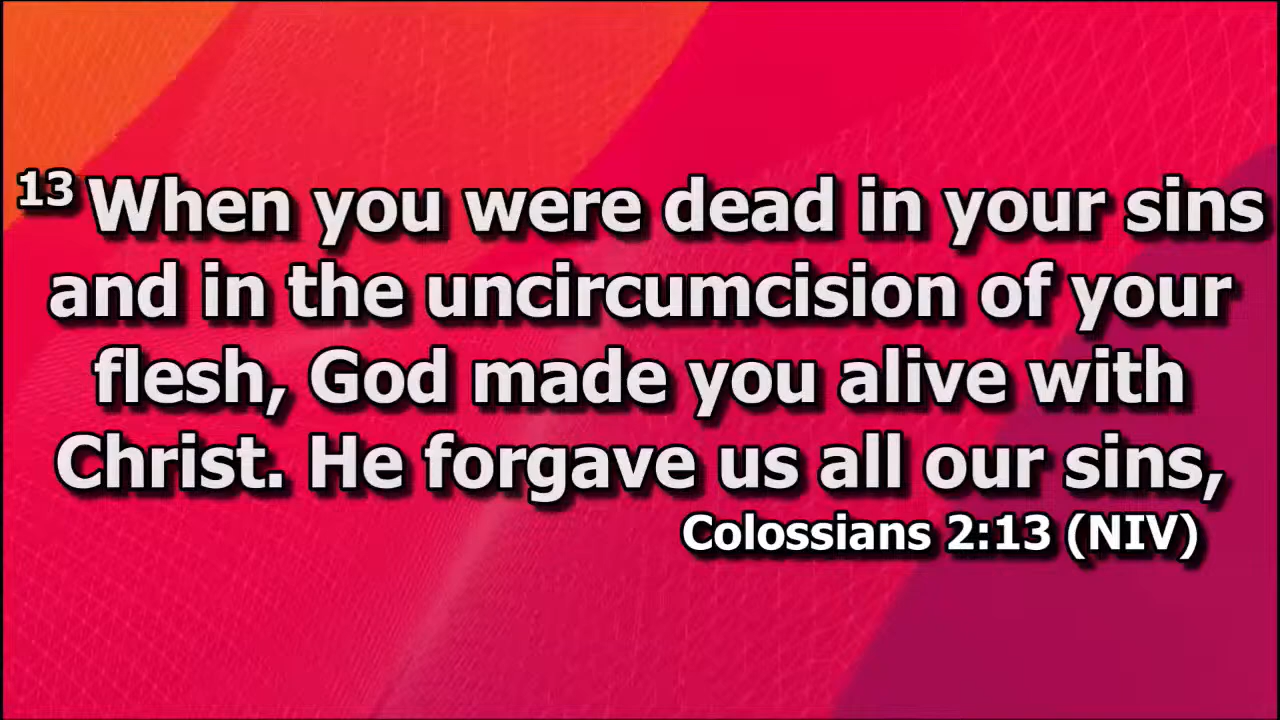 13 When you were dead in your sins
and in the uncircumcision of your
flesh, God made you alive with
Christ. He forgave us all our sins,
Colossians 2:13 (NIV)